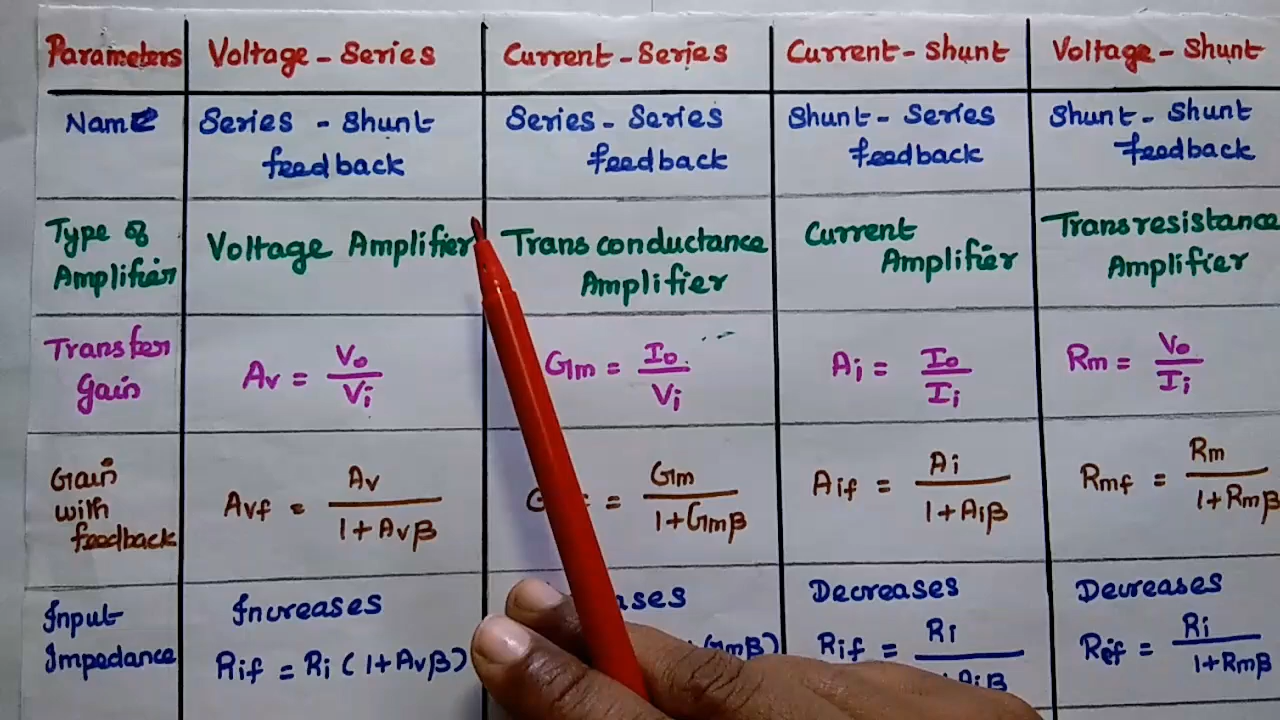 Parameters Voltage - Series Current - Series Current - Shunt Voltage - Shunt
Name Series - Shunt feedback Series - Series feedback Shunt - Series feedback Shunt - Shunt feedback
Type of Amplifier Voltage Amplifier Transconductance Amplifier Current Amplifier Transresistance Amplifier
Transfer Gain Av = Vo/Vi Gm = Io/Vi Ai = Io/Ii Rm = Vo/Ii
Gain with feedback Avf = Av/1+Avβ = Gm/1+Gmβ Aif = Ai/1+Aiβ Rmf = Rm/1+Rmβ
Input Impedance Increases Decreases Decreases
Rif = Ri (1+Avβ) Gmβ) Rif = Ri/ Aiβ = Ri/1+Rmβ